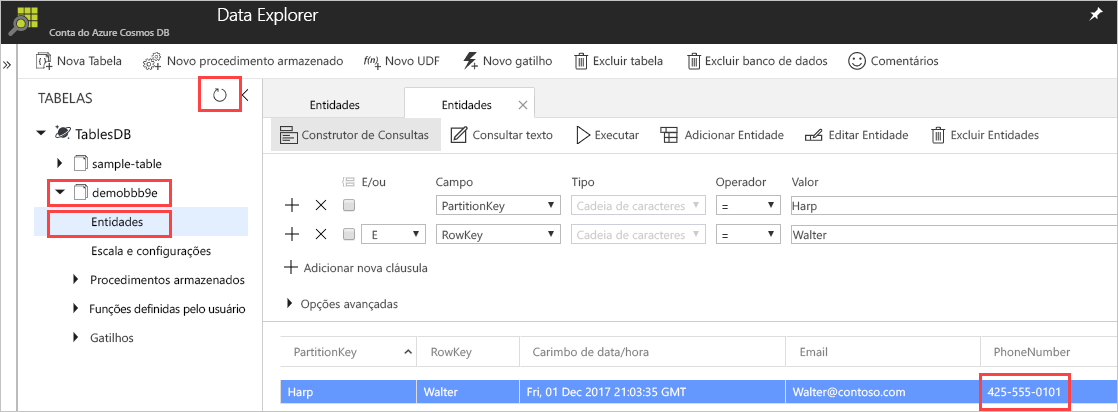 Data Explorer
Conta do Azure Cosmos DB
Nova Tabela Novo procedimento armazenado f(n) Novo UDF Novo gatilho Excluir tabela Excluir banco de dados Comentários
TABELAS
TablesDB
sample-table
demobbb9e
Entidades
Escala e configurações
Procedimentos armazenados
Funções definidas pelo usuário
Gatilhos
Entidades Entidades
Construtor de Consultas Consultar texto Executar Adicionar Entidade Editar Entidade Excluir Entidades
E/ou Campo Tipo Operador Valor
PartitionKey Cadeia de caracteres = Harp
E RowKey Cadeia de caracteres = Walter
Adicionar nova cláusula
Opções avançadas
PartitionKey RowKey Carimbo de data/hora Email PhoneNumber
Harp Walter Fri, 01 Dec 2017 21:03:35 GMT Walter@contoso.com 425-555-0101